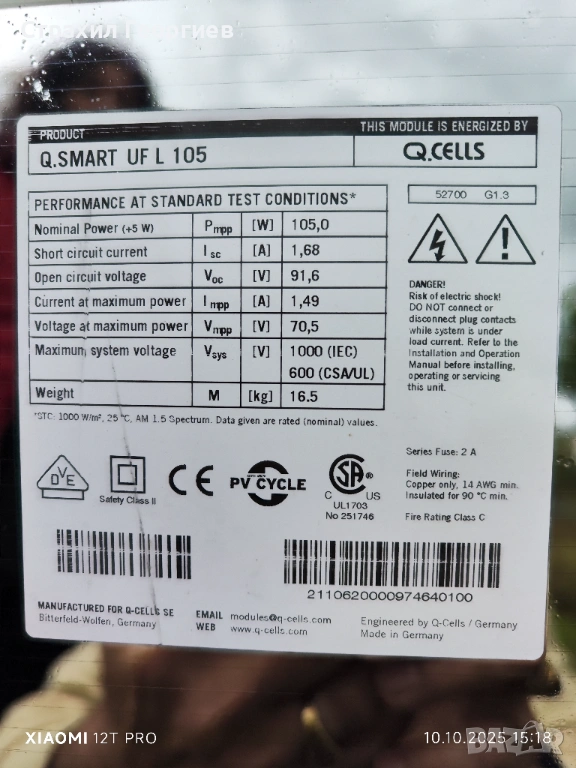 Страхил Георгиев
PRODUCT
Q.SMART UF L 105
THIS MODULE IS ENERGIZED BY
Q.CELLS
PERFORMANCE AT STANDARD TEST CONDITIONS*
Nominal Power (+5 W) Pmpp [W] 105,0
Short circuit current Isc [A] 1,68
Open circuit voltage Voc [V] 91,6
Current at maximum power Impp [A] 1,49
Voltage at maximum power Vmpp [V] 70,5
Maximum system voltage Vsys [V] 1000 (IEC)
600 (CSA/UL)
Weight M [kg] 16.5
*STC: 1000 W/m², 25 °C, AM 1.5 Spectrum. Data given are rated (nominal) values.
52700 G1.3
DANGER!
Risk of electric shock!
DO NOT connect or
disconnect plug contacts
while system is under
load current. Refer to the
Installation and Operation
Manual before installing,
operating or servicing
this unit.
Series Fuse: 2 A
Field Wiring:
Copper only, 14 AWG min.
Insulated for 90 °C min.
Fire Rating Class C
DVE
Safety Class II
CE
PV CYCLE
SA
C US
UL1703
No 251746
21106200000974640100
MANUFACTURED FOR Q-CELLS SE
Bitterfeld-Wolfen, Germany
EMAIL modules@q-cells.com
WEB www.q-cells.com
Engineered by Q-Cells / Germany
Made in Germany
XIAOMI 12T PRO
10.10.2025 15:18
BAZAR